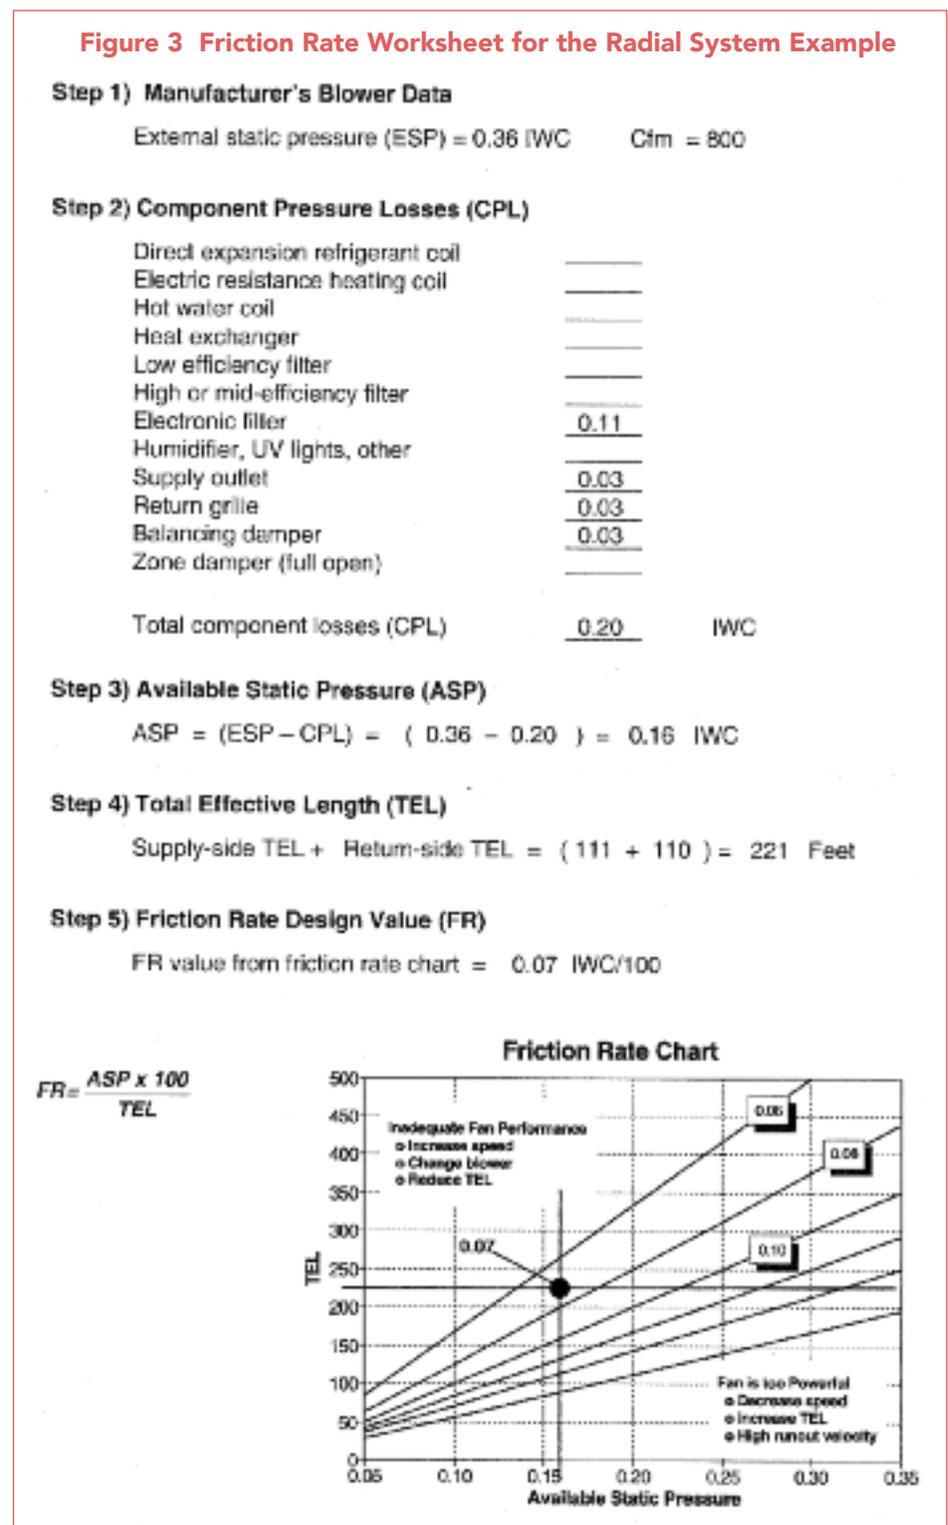 Figure 3 Friction Rate Worksheet for the Radial System Example
Step 1) Manufacturer's Blower Data
External static pressure (ESP) = 0.36 IWC Cfm = 800
Step 2) Component Pressure Losses (CPL)
Direct expansion refrigerant coil
Electric resistance heating coil
Hot water coil
Heat exchanger
Low efficiency filter
High or mid-efficiency filter
Electronic filter 0.11
Humidifier, UV lights, other
Supply outlet 0.03
Return grille 0.03
Balancing damper 0.03
Zone damper (full open)
Total component losses (CPL) 0.20 IWC
Step 3) Available Static Pressure (ASP)
ASP = (ESP – CPL) = ( 0.36 – 0.20 ) = 0.16 IWC
Step 4) Total Effective Length (TEL)
Supply-side TEL + Return-side TEL = ( 111 + 110 ) = 221 Feet
Step 5) Friction Rate Design Value (FR)
FR value from friction rate chart = 0.07 IWC/100
FR= ASP x 100
TEL
Friction Rate Chart
500
450
400
350
300
250
200
150
100
50
0
TEL
Inadequate Fan Performance
o Increase speed
o Change blower
o Reduce TEL
0.07
0.06
0.08
0.10
Fan is too Powerful
o Decrease speed
o Increase TEL
o High runout velocity
0.05 0.10 0.15 0.20 0.25 0.30 0.35
Available Static Pressure